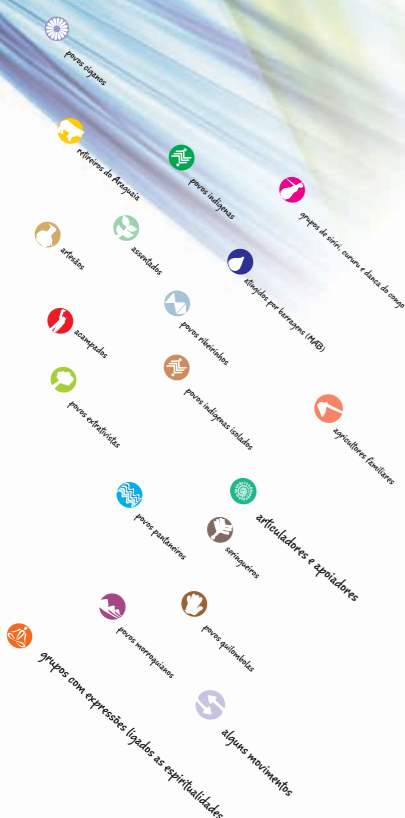 povos ciganos
retireiros do Araguaia
povos indígenas
grupos de siriri, cururu e dança do congo
artesãos
assentados
atingidos por barragens (MAB)
povos ribeirinhos
acampados
povos indígenas isolados
povos extrativistas
agricultores familiares
povos pantaneiros
articuladores e apoiadores
seringueiros
povos morroquianos
povos quilombolas
grupos com expressões ligados as espiritualidades
alguns movimentos